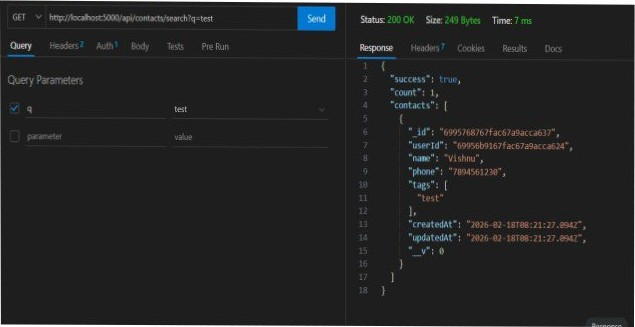 GET http://localhost:5000/api/contacts/search?q=test Send
Query Headers 2 Auth 1 Body Tests Pre Run
Query Parameters
q test
parameter value
Status: 200 OK Size: 249 Bytes Time: 7 ms
Response Headers 7 Cookies Results Docs
1 {
2 "success": true,
3 "count": 1,
4 "contacts": [
5 {
6 "_id": "6995768767fac67a9acca637",
7 "userId": "69956b9167fac67a9acca624",
8 "name": "Vishnu",
9 "phone": "7894561230",
10 "tags": [
11 "test"
12 ],
13 "createdAt": "2026-02-18T08:21:27.094Z",
14 "updatedAt": "2026-02-18T08:21:27.094Z",
15 "__v": 0
16 }
17 ]
18 }
Response